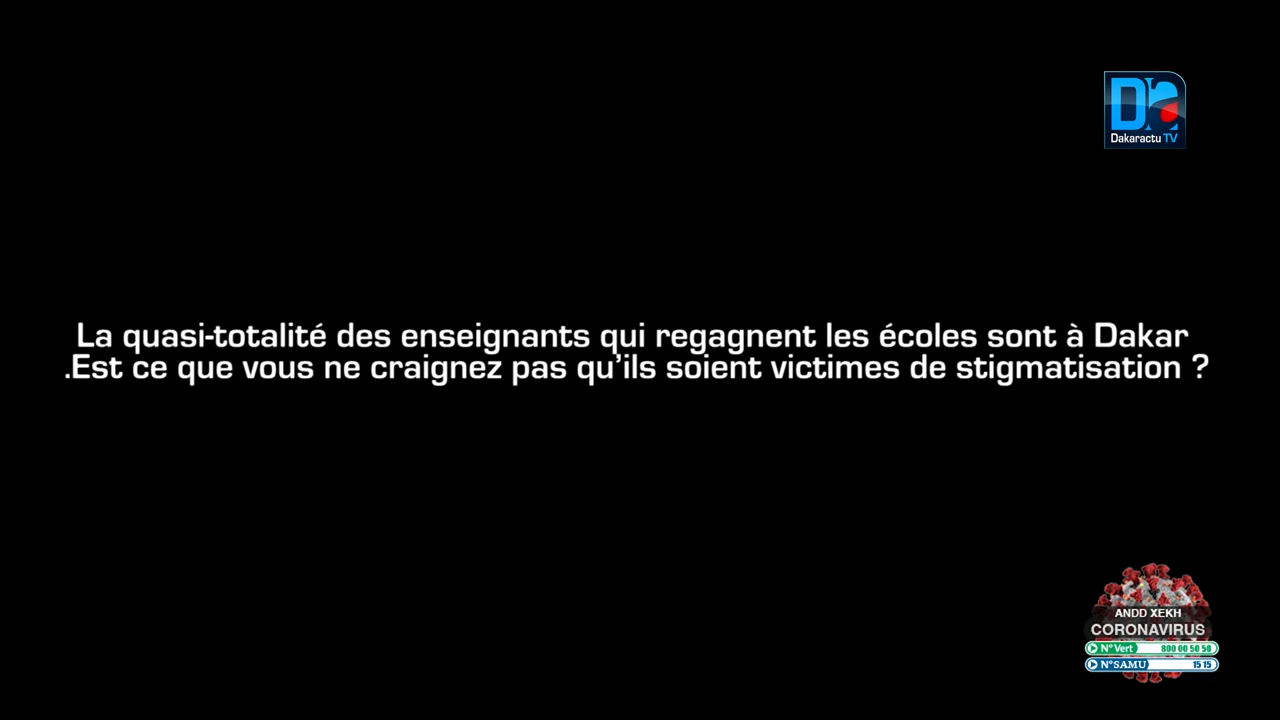 Dakaractu TV
La quasi-totalité des enseignants qui regagnent les écoles sont à Dakar
.Est ce que vous ne craignez pas qu’ils soient victimes de stigmatisation ?
ANDD XEKH
CORONAVIRUS
N° Vert 800 00 50 50
N° SAMU 15 15